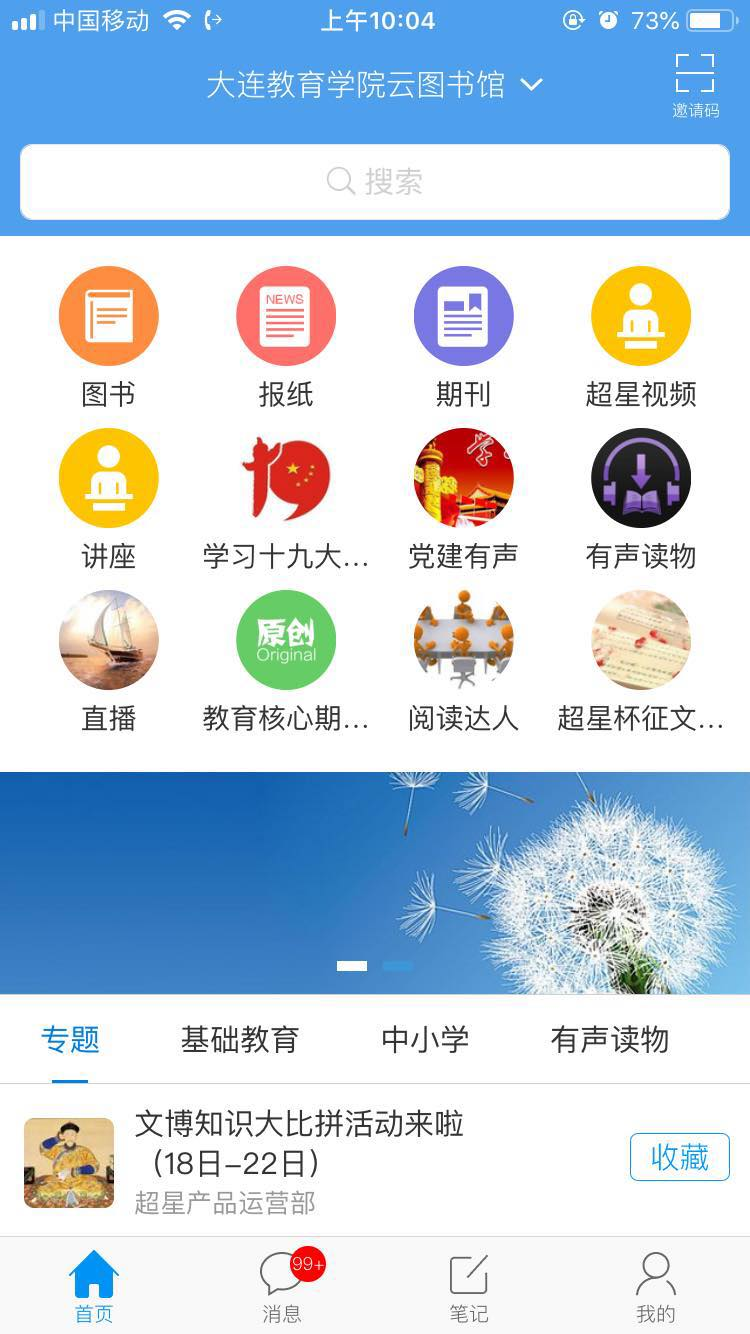 中国移动
上午10:04
73%
大连教育学院云图书馆
邀请码
搜索
NEWS
图书
报纸
期刊
超星视频
学
讲座
学习十九大...
党建有声
有声读物
原创
Original
直播
教育核心期...
阅读达人
超星杯征文...
专题
基础教育
中小学
有声读物
文博知识大比拼活动来啦
（18日–22日）
收藏
超星产品运营部
99+
首页
消息
笔记
我的